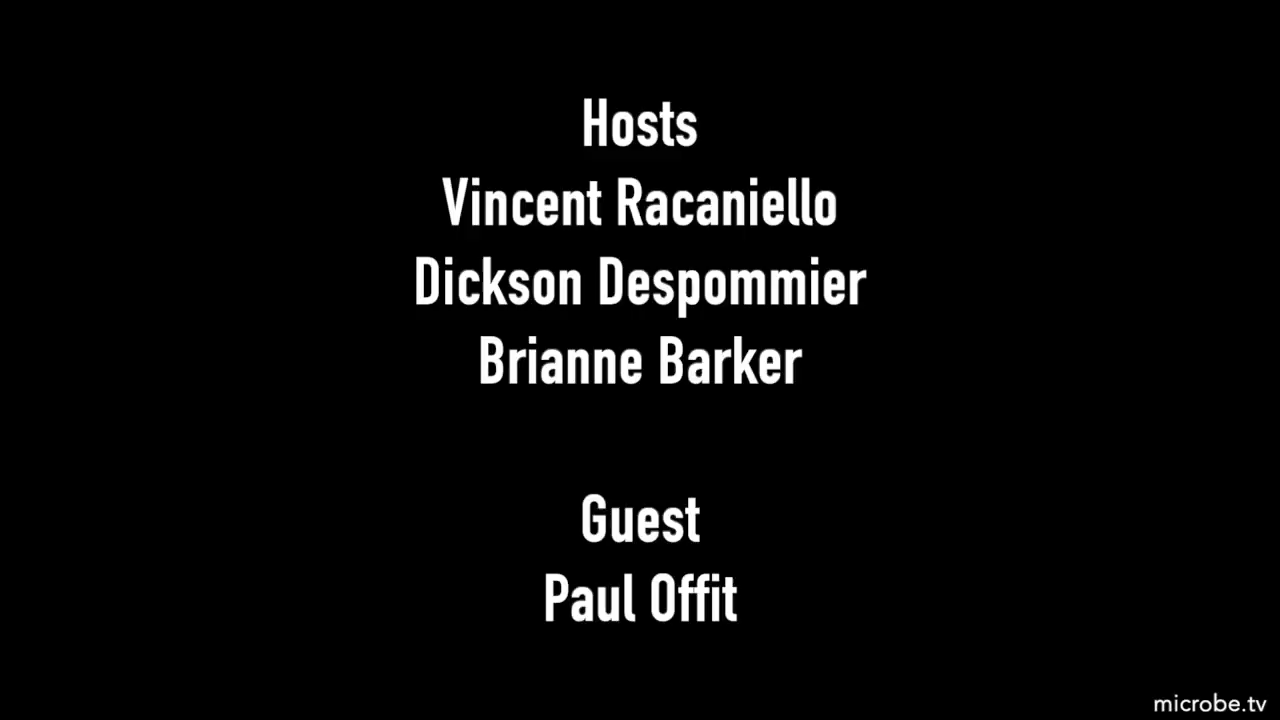 Hosts
Vincent Racaniello
Dickson Despommier
Brianne Barker
Guest
Paul Offit
microbe.tv